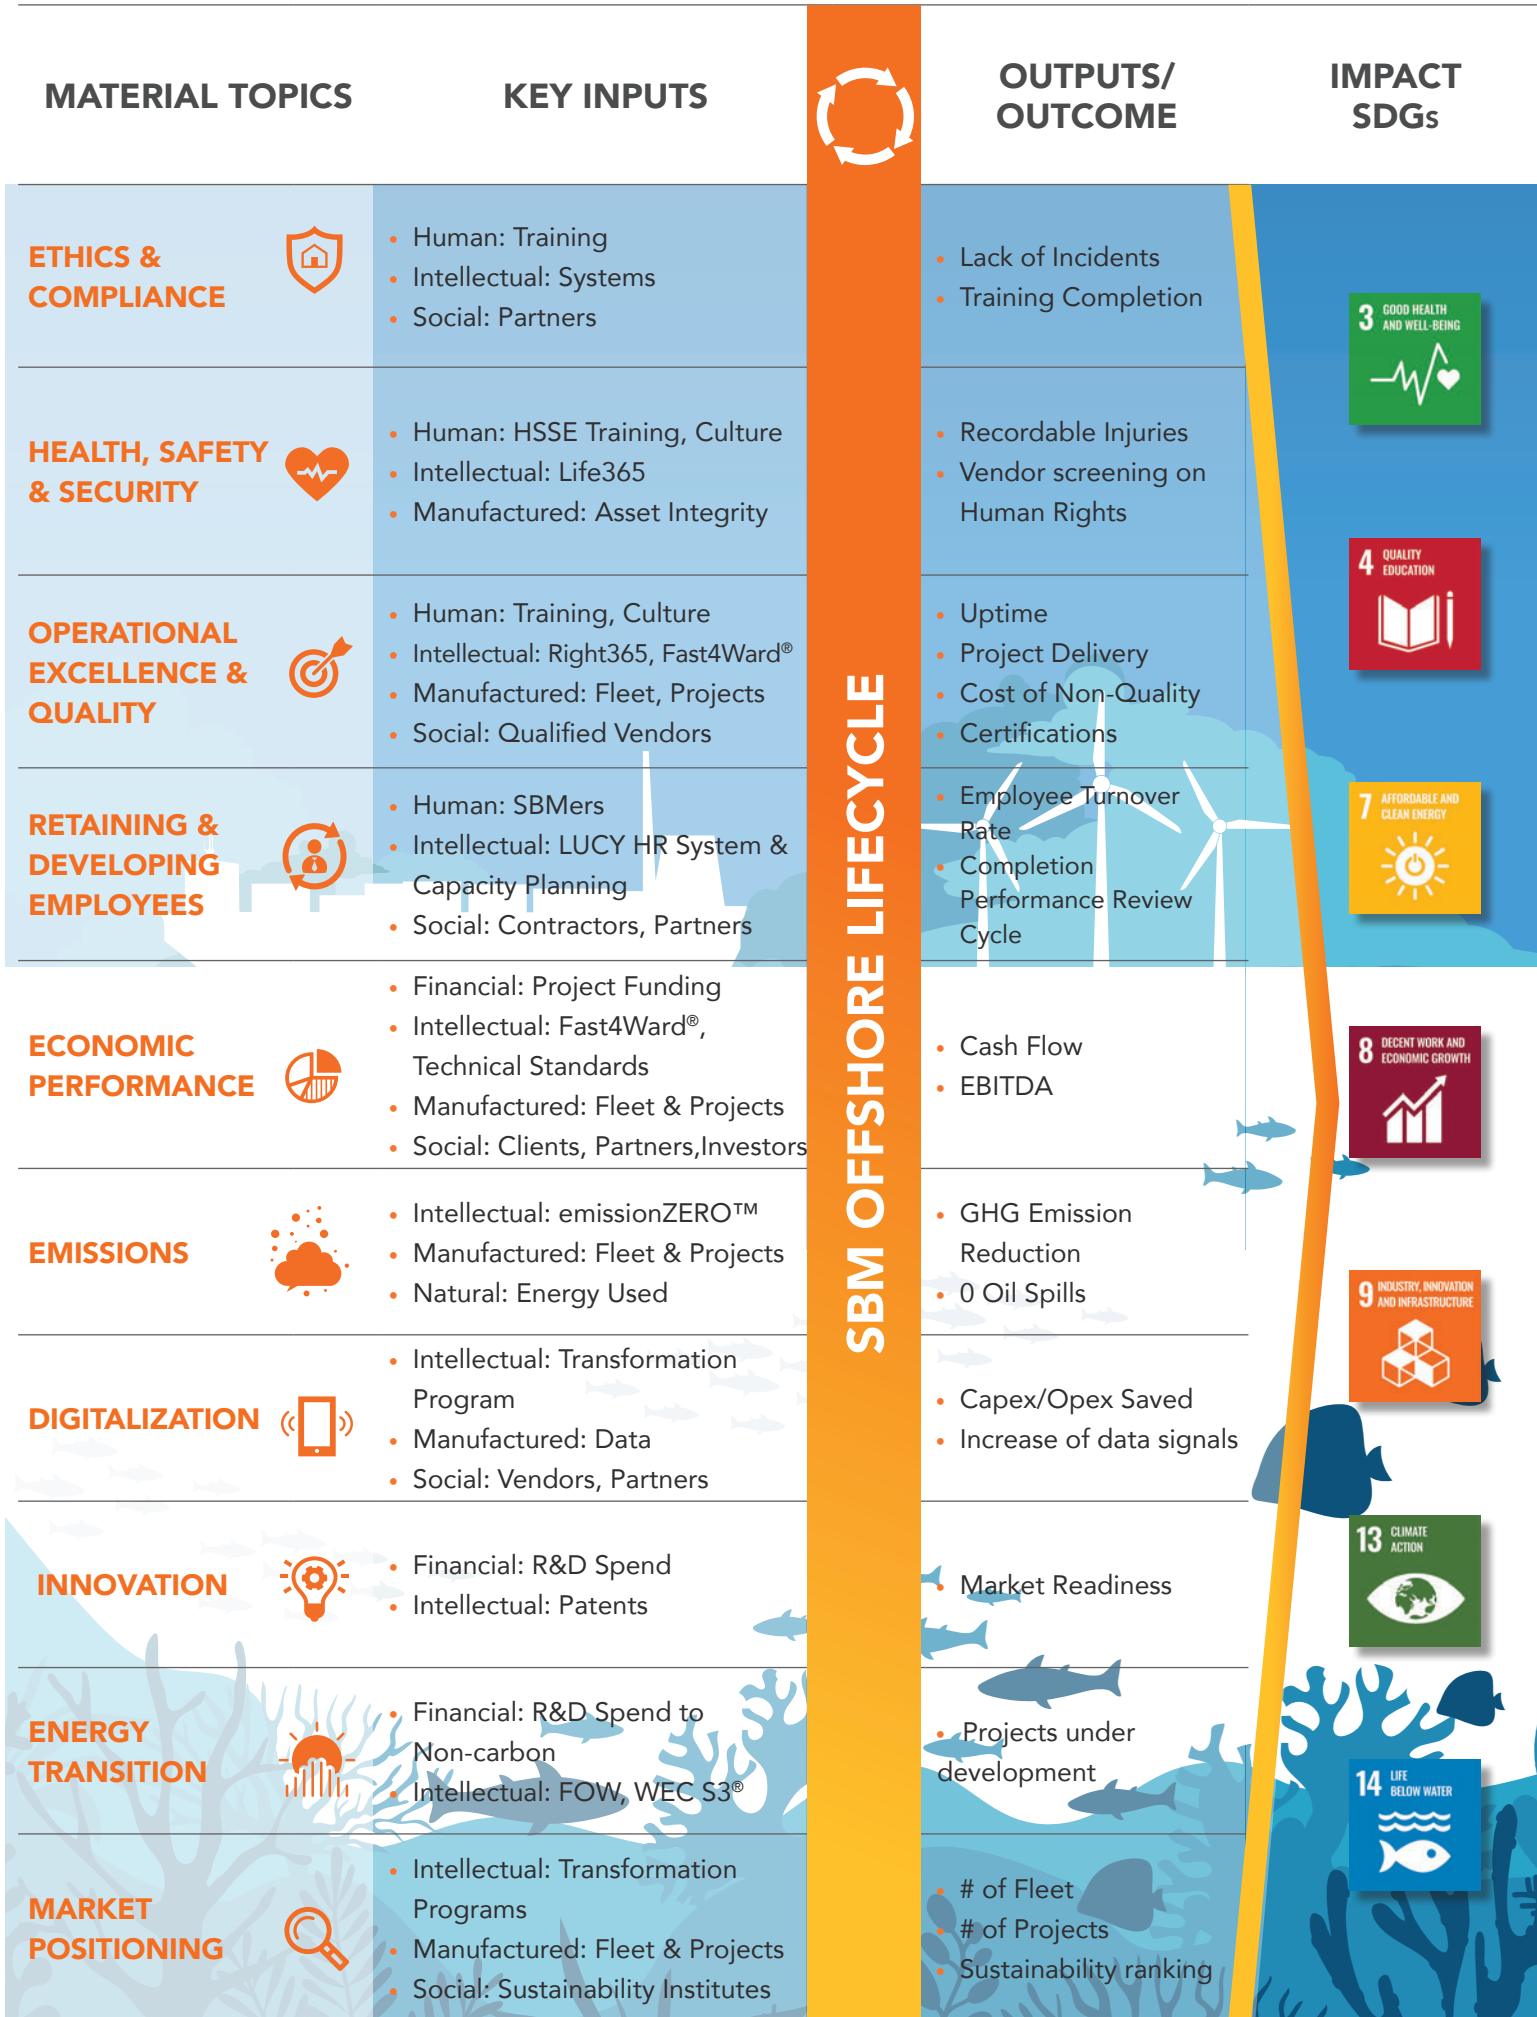 MATERIAL TOPICS
KEY INPUTS
OUTPUTS/
OUTCOME
IMPACT
SDGs
ETHICS &
COMPLIANCE
• Human: Training
• Intellectual: Systems
• Social: Partners
• Lack of Incidents
• Training Completion
HEALTH, SAFETY
& SECURITY
• Human: HSSE Training, Culture
• Intellectual: Life365
• Manufactured: Asset Integrity
• Recordable Injuries
• Vendor screening on
Human Rights
OPERATIONAL
EXCELLENCE &
QUALITY
• Human: Training, Culture
• Intellectual: Right365, Fast4Ward®
• Manufactured: Fleet, Projects
• Social: Qualified Vendors
• Uptime
• Project Delivery
• Cost of Non-Quality
• Certifications
RETAINING &
DEVELOPING
EMPLOYEES
• Human: SBMers
• Intellectual: LUCY HR System &
Capacity Planning
• Social: Contractors, Partners
• Employee Turnover
Rate
• Completion
Performance Review
Cycle
ECONOMIC
PERFORMANCE
• Financial: Project Funding
• Intellectual: Fast4Ward®,
Technical Standards
• Manufactured: Fleet & Projects
• Social: Clients, Partners,Investors
• Cash Flow
• EBITDA
EMISSIONS
• Intellectual: emissionZERO™
• Manufactured: Fleet & Projects
• Natural: Energy Used
• GHG Emission
Reduction
• 0 Oil Spills
DIGITALIZATION
• Intellectual: Transformation
Program
• Manufactured: Data
• Social: Vendors, Partners
• Capex/Opex Saved
• Increase of data signals
INNOVATION
• Financial: R&D Spend
• Intellectual: Patents
• Market Readiness
ENERGY
TRANSITION
• Financial: R&D Spend to
Non-carbon
• Intellectual: FOW, WEC S3®
• Projects under
development
MARKET
POSITIONING
• Intellectual: Transformation
Programs
• Manufactured: Fleet & Projects
• Social: Sustainability Institutes
• # of Fleet
• # of Projects
• Sustainability ranking
SBM OFFSHORE LIFECYCLE
3 GOOD HEALTH
AND WELL-BEING
4 QUALITY
EDUCATION
7 AFFORDABLE AND
CLEAN ENERGY
8 DECENT WORK AND
ECONOMIC GROWTH
9 INDUSTRY, INNOVATION
AND INFRASTRUCTURE
13 CLIMATE
ACTION
14 LIFE
BELOW WATER